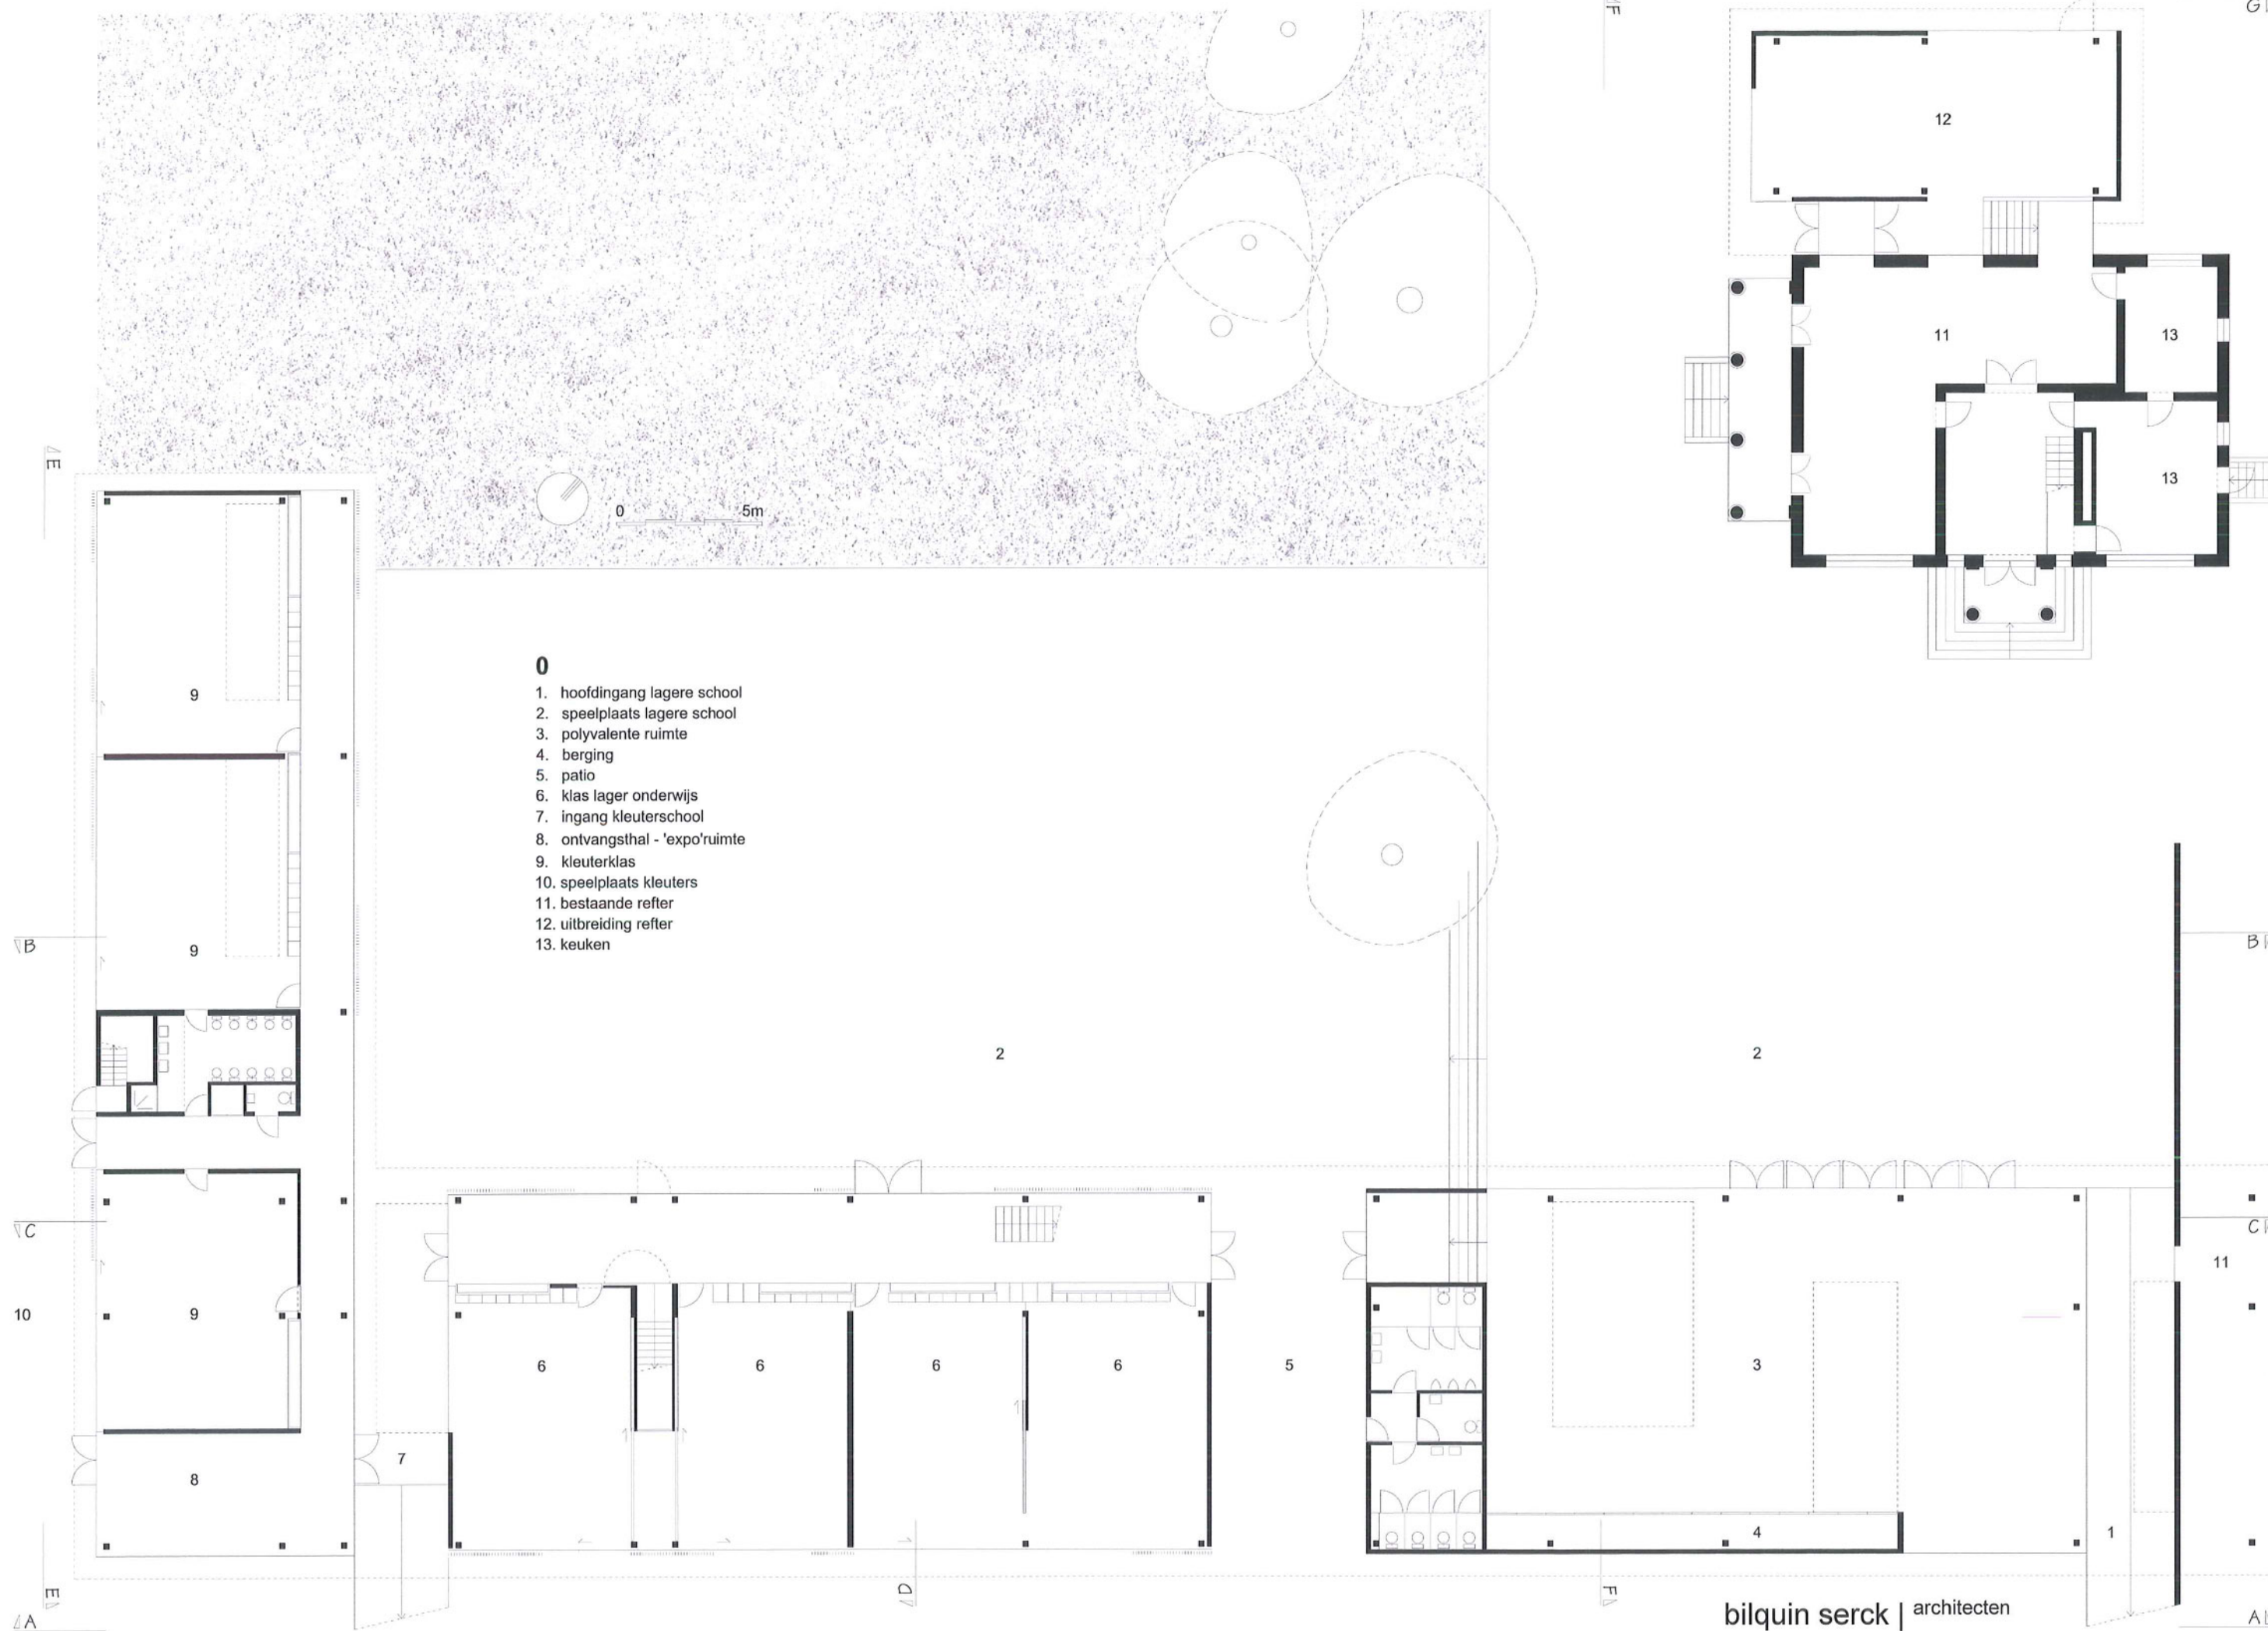 F
G
12
11
13
13
E
0 5m
0
1. hoofdingang lagere school
2. speelplaats lagere school
3. polyvalente ruimte
4. berging
5. patio
6. klas lager onderwijs
7. ingang kleuterschool
8. ontvangsthal - 'expo'ruimte
9. kleuterklas
10. speelplaats kleuters
11. bestaande refter
12. uitbreiding refter
13. keuken
9
9
B
B
2
2
C
C
11
10
9
6
6
6
6
5
3
7
8
4
1
E
D
F
A
A
bilquin serck | architecten